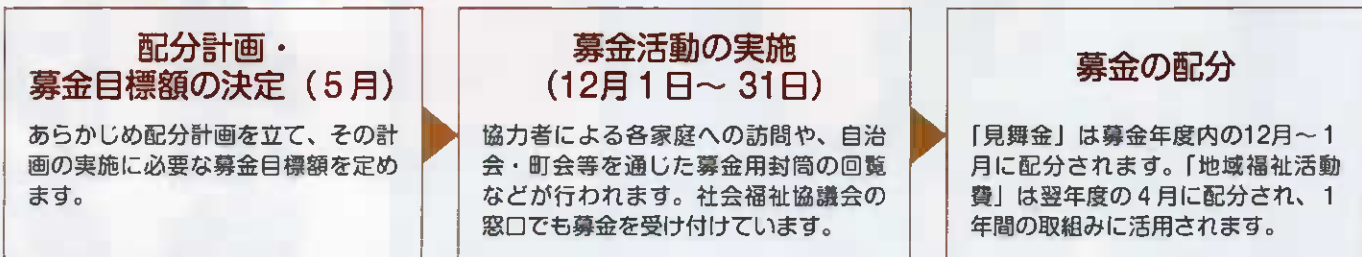 配分計画・
募金目標額の決定（5月）
あらかじめ配分計画を立て、その計
画の実施に必要な募金目標額を定め
ます。
募金活動の実施
（12月1日～31日）
協力者による各家庭への訪問や、自治
会・町会等を通じた募金用封筒の回覧
などが行われます。社会福祉協議会の
窓口でも募金を受け付けています。
募金の配分
「見舞金」は募金年度内の12月～1
月に配分されます。「地域福祉活動
費」は翌年度の4月に配分され、1
年間の取組みに活用されます。